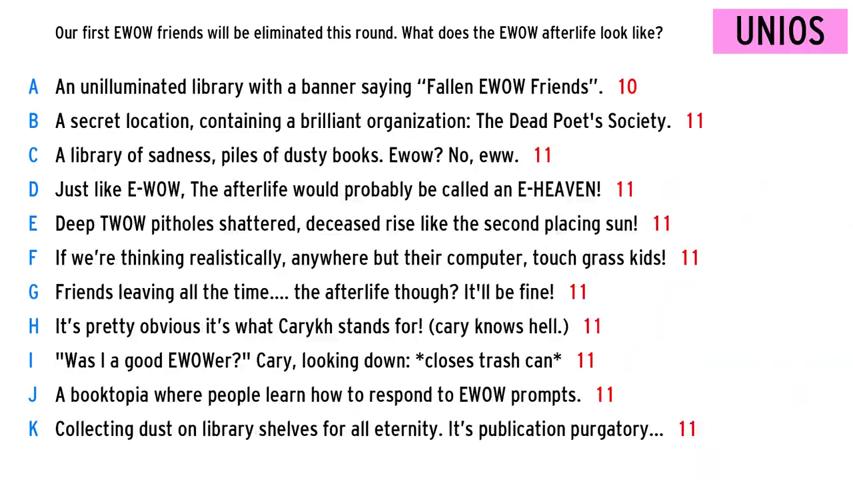 Our first EWOW friends will be eliminated this round. What does the EWOW afterlife look like?
UNIOS
A An unilluminated library with a banner saying “Fallen EWOW Friends”. 10
B A secret location, containing a brilliant organization: The Dead Poet's Society. 11
C A library of sadness, piles of dusty books. Ewow? No, eww. 11
D Just like E-WOW, The afterlife would probably be called an E-HEAVEN! 11
E Deep TWOW pitholes shattered, deceased rise like the second placing sun! 11
F If we’re thinking realistically, anywhere but their computer, touch grass kids! 11
G Friends leaving all the time.... the afterlife though? It'll be fine! 11
H It’s pretty obvious it’s what Carykh stands for! (cary knows hell.) 11
I "Was I a good EWOWer?" Cary, looking down: *closes trash can* 11
J A booktopia where people learn how to respond to EWOW prompts. 11
K Collecting dust on library shelves for all eternity. It’s publication purgatory... 11